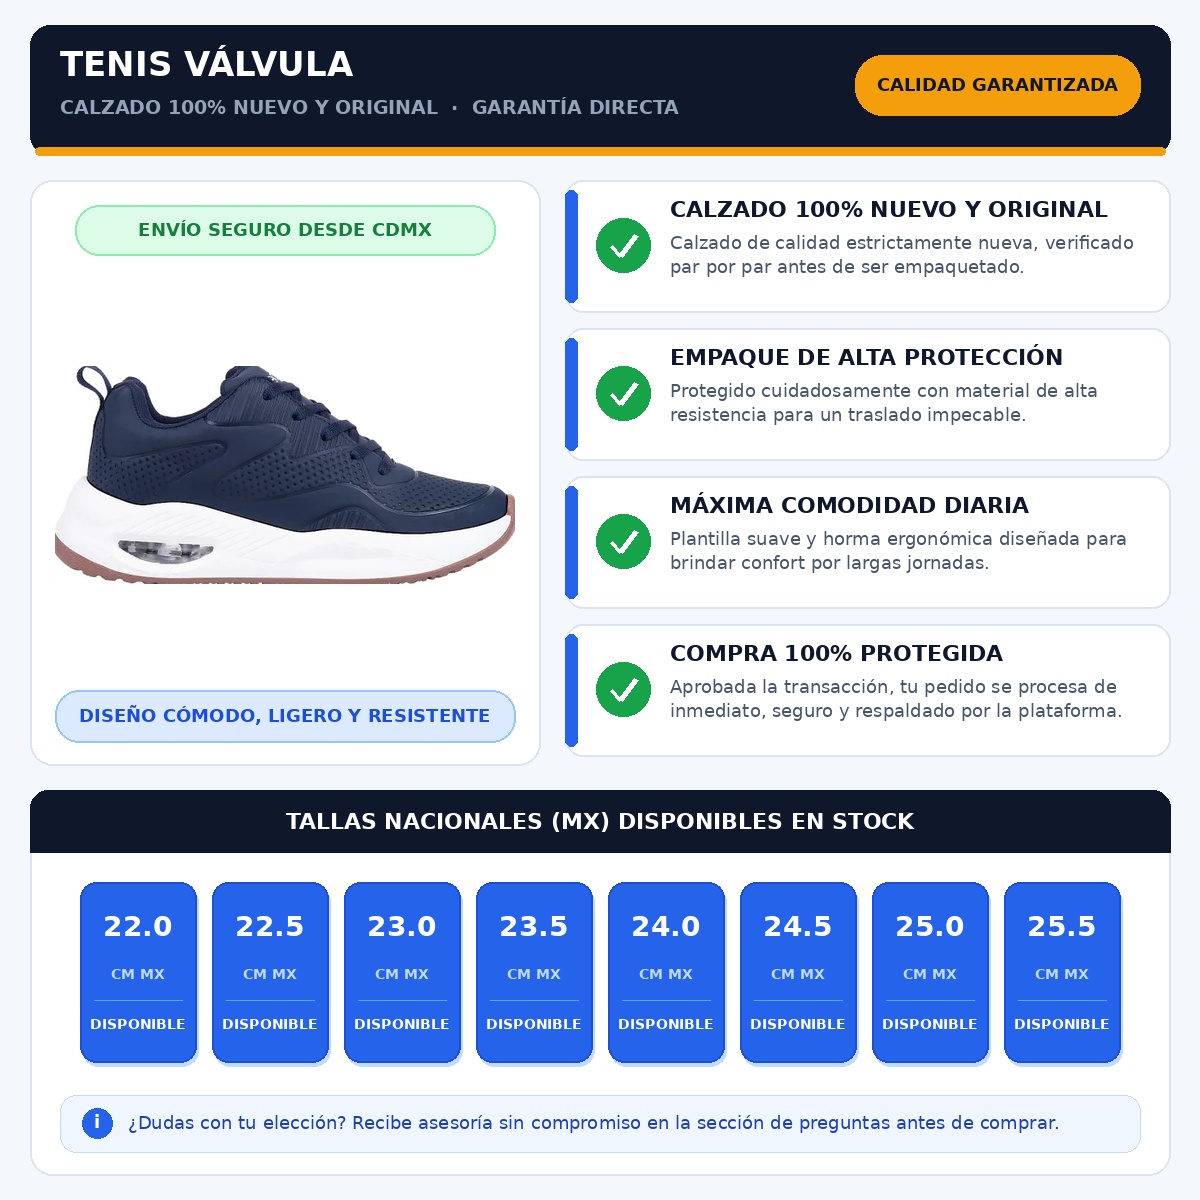 TENIS VÁLVULA
CALZADO 100% NUEVO Y ORIGINAL · GARANTÍA DIRECTA
CALIDAD GARANTIZADA
ENVÍO SEGURO DESDE CDMX
DISEÑO CÓMODO, LIGERO Y RESISTENTE
CALZADO 100% NUEVO Y ORIGINAL
Calzado de calidad estrictamente nueva, verificado
par por par antes de ser empaquetado.
EMPAQUE DE ALTA PROTECCIÓN
Protegido cuidadosamente con material de alta
resistencia para un traslado impecable.
MÁXIMA COMODIDAD DIARIA
Plantilla suave y horma ergonómica diseñada para
brindar confort por largas jornadas.
COMPRA 100% PROTEGIDA
Aprobada la transacción, tu pedido se procesa de
inmediato, seguro y respaldado por la plataforma.
TALLAS NACIONALES (MX) DISPONIBLES EN STOCK
22.0 22.5 23.0 23.5 24.0 24.5 25.0 25.5
CM MX CM MX CM MX CM MX CM MX CM MX CM MX CM MX
DISPONIBLE DISPONIBLE DISPONIBLE DISPONIBLE DISPONIBLE DISPONIBLE DISPONIBLE DISPONIBLE
i ¿Dudas con tu elección? Recibe asesoría sin compromiso en la sección de preguntas antes de comprar.